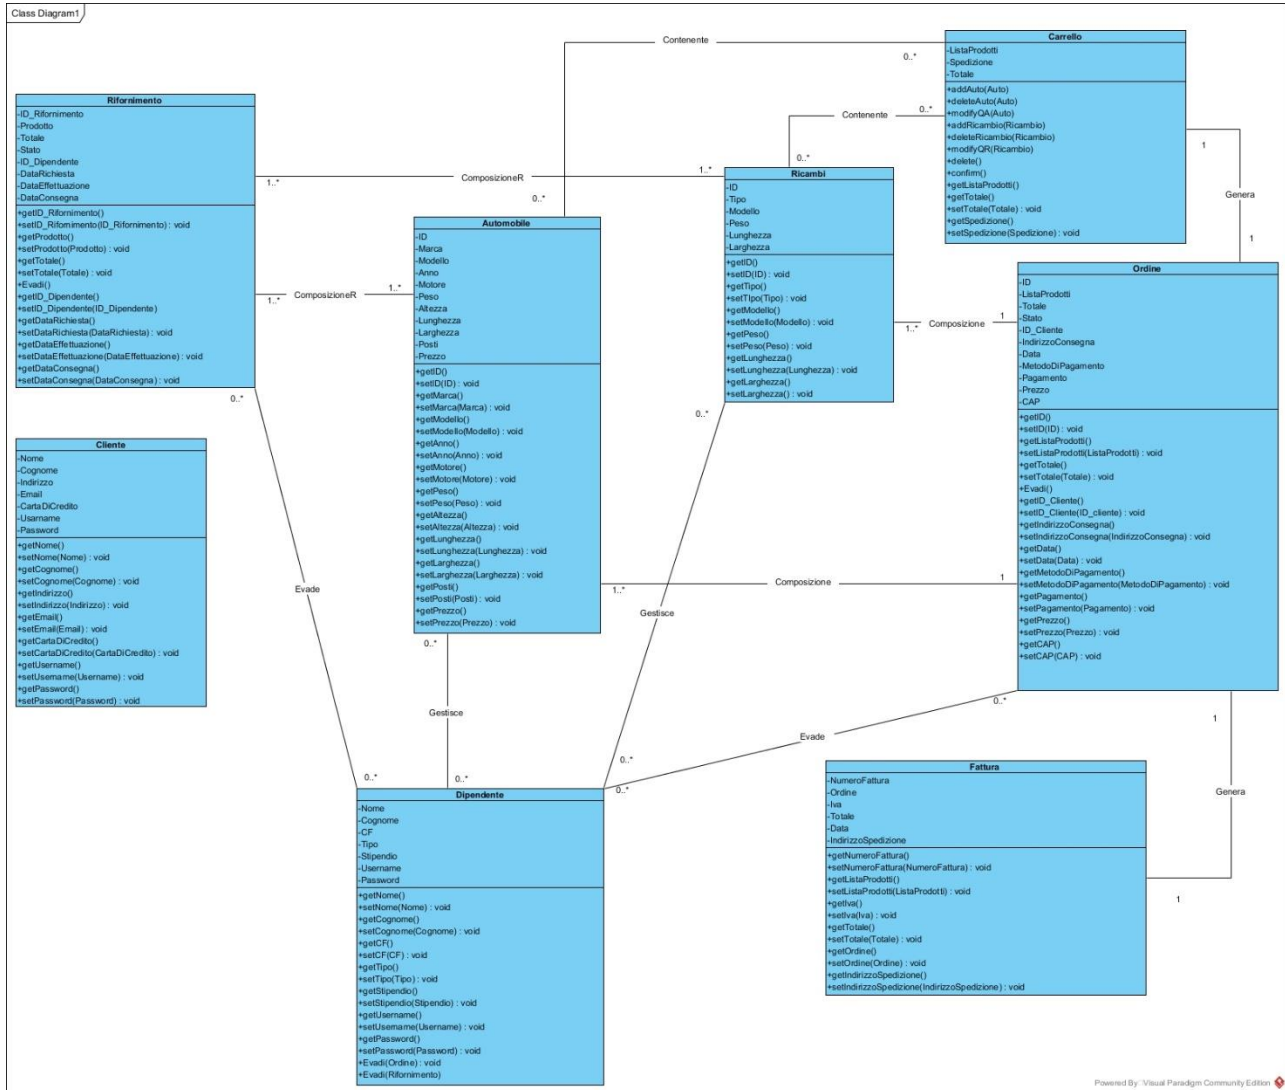 Class Diagram1
Contenente
0..*
Carrello
-ListaProdotti
-Spedizione
-Totale
+addAuto(Auto)
+deleteAuto(Auto)
+modifyQA(Auto)
+addRicambio(Ricambio)
+deleteRicambio(Ricambio)
+modifyQR(Ricambio)
+delete()
+confirm()
+getListaProdotti()
+getTotale()
+setTotale(Totale) : void
+getSpedizione()
+setSpedizione(Spedizione) : void
Contenente
0..*
0..*
1
Genera
1
Rifornimento
-ID_Rifornimento
-Prodotto
-Totale
-Stato
-ID_Dipendente
-DataRichiesta
-DataEffettuazione
-DataConsegna
+getID_Rifornimento()
+setID_Rifornimento(ID_Rifornimento) : void
+getProdotto()
+setProdotto(Prodotto) : void
+getTotale()
+setTotale(Totale) : void
+Evadi()
+getID_Dipendente()
+setID_Dipendente(ID_Dipendente)
+getDataRichiesta()
+setDataRichiesta(DataRichiesta) : void
+getDataEffettuazione()
+setDataEffettuazione(DataEffettuazione) : void
+getDataConsegna()
+setDataConsegna(DataConsegna) : void
1..*
ComposizioneR
1..*
0..*
1..*
ComposizioneR
1..*
Ricambi
-ID
-Tipo
-Modello
-Peso
-Lunghezza
-Larghezza
+getID()
+setID(ID) : void
+getTipo()
+setTIpo(Tipo) : void
+getModello()
+setModello(Modello) : void
+getPeso()
+setPeso(Peso) : void
+getLunghezza()
+setLunghezza(Lunghezza) : void
+getLarghezza()
+setLarghezza() : void
Automobile
-ID
-Marca
-Modello
-Anno
-Motore
-Peso
-Altezza
-Lunghezza
-Larghezza
-Posti
-Prezzo
+getID()
+setID(ID) : void
+getMarca()
+setMarca(Marca) : void
+getModello()
+setModello(Modello) : void
+getAnno()
+setAnno(Anno) : void
+getMotore()
+setMotore(Motore) : void
+getPeso()
+setPeso(Peso) : void
+getAltezza()
+setAltezza(Altezza) : void
+getLunghezza()
+setLunghezza(Lunghezza) : void
+getLarghezza()
+setLarghezza(Larghezza) : void
+getPosti()
+setPosti(Posti) : void
+getPrezzo()
+setPrezzo(Prezzo) : void
1..*
Composizione
1
Ordine
-ID
-ListaProdotti
-Totale
-Stato
-ID_Cliente
-IndirizzoConsegna
-Data
-MetodoDiPagamento
-Pagamento
-Prezzo
-CAP
+getID()
+setID(ID) : void
+getListaProdotti()
+setListaProdotti(ListaProdotti) : void
+getTotale()
+setTotale(Totale) : void
+Evadi()
+getID_Cliente()
+setID_Cliente(ID_cliente) : void
+getIndirizzoConsegna()
+setIndirizzoConsegna(IndirizzoConsegna) : void
+getData()
+setData(Data) : void
+getMetodoDiPagamento()
+setMetodoDiPagamento(MetodoDiPagamento) : void
+getPagamento()
+setPagamento(Pagamento) : void
+getPrezzo()
+setPrezzo(Prezzo) : void
+getCAP()
+setCAP(CAP) : void
0..*
0..*
Cliente
-Nome
-Cognome
-Indirizzo
-Email
-CartaDiCredito
-Username
-Password
+getNome()
+setNome(Nome) : void
+getCognome()
+setCognome(Cognome) : void
+getIndirizzo()
+setIndirizzo(Indirizzo) : void
+getEmail()
+setEmail(Email) : void
+getCartaDiCredito()
+setCartaDiCredito(CartaDiCredito) : void
+getUsername()
+setUsername(Username) : void
+getPassword()
+setPassword(Password) : void
Evade
1..*
Composizione
1
Gestisce
0..*
Gestisce
0..*
1
Evade
0..*
0..*
0..*
0..*
Dipendente
-Nome
-Cognome
-CF
-Tipo
-Stipendio
-Username
-Password
+getNome()
+setNome(Nome) : void
+getCognome()
+setCognome(Cognome) : void
+getCF()
+setCF(CF) : void
+getTipo()
+setTipo(Tipo) : void
+getStipendio()
+setStipendio(Stipendio) : void
+getUsername()
+setUsername(Username) : void
+getPassword()
+setPassword(Password) : void
+Evadi(Ordine) : void
+Evadi(Rifornimento)
Fattura
-NumeroFattura
-Ordine
-Iva
-Totale
-Data
-IndirizzoSpedizione
+getNumeroFattura()
+setNumeroFattura(NumeroFattura) : void
+getListaProdotti()
+setListaProdotti(ListaProdotti) : void
+getIva()
+setIva(Iva) : void
+getTotale()
+setTotale(Totale) : void
+getOrdine()
+setOrdine(Ordine) : void
+getIndirizzoSpedizione()
+setIndirizzoSpedizione(IndirizzoSpedizione) : void
Genera
1
Powered By Visual Paradigm Community Edition